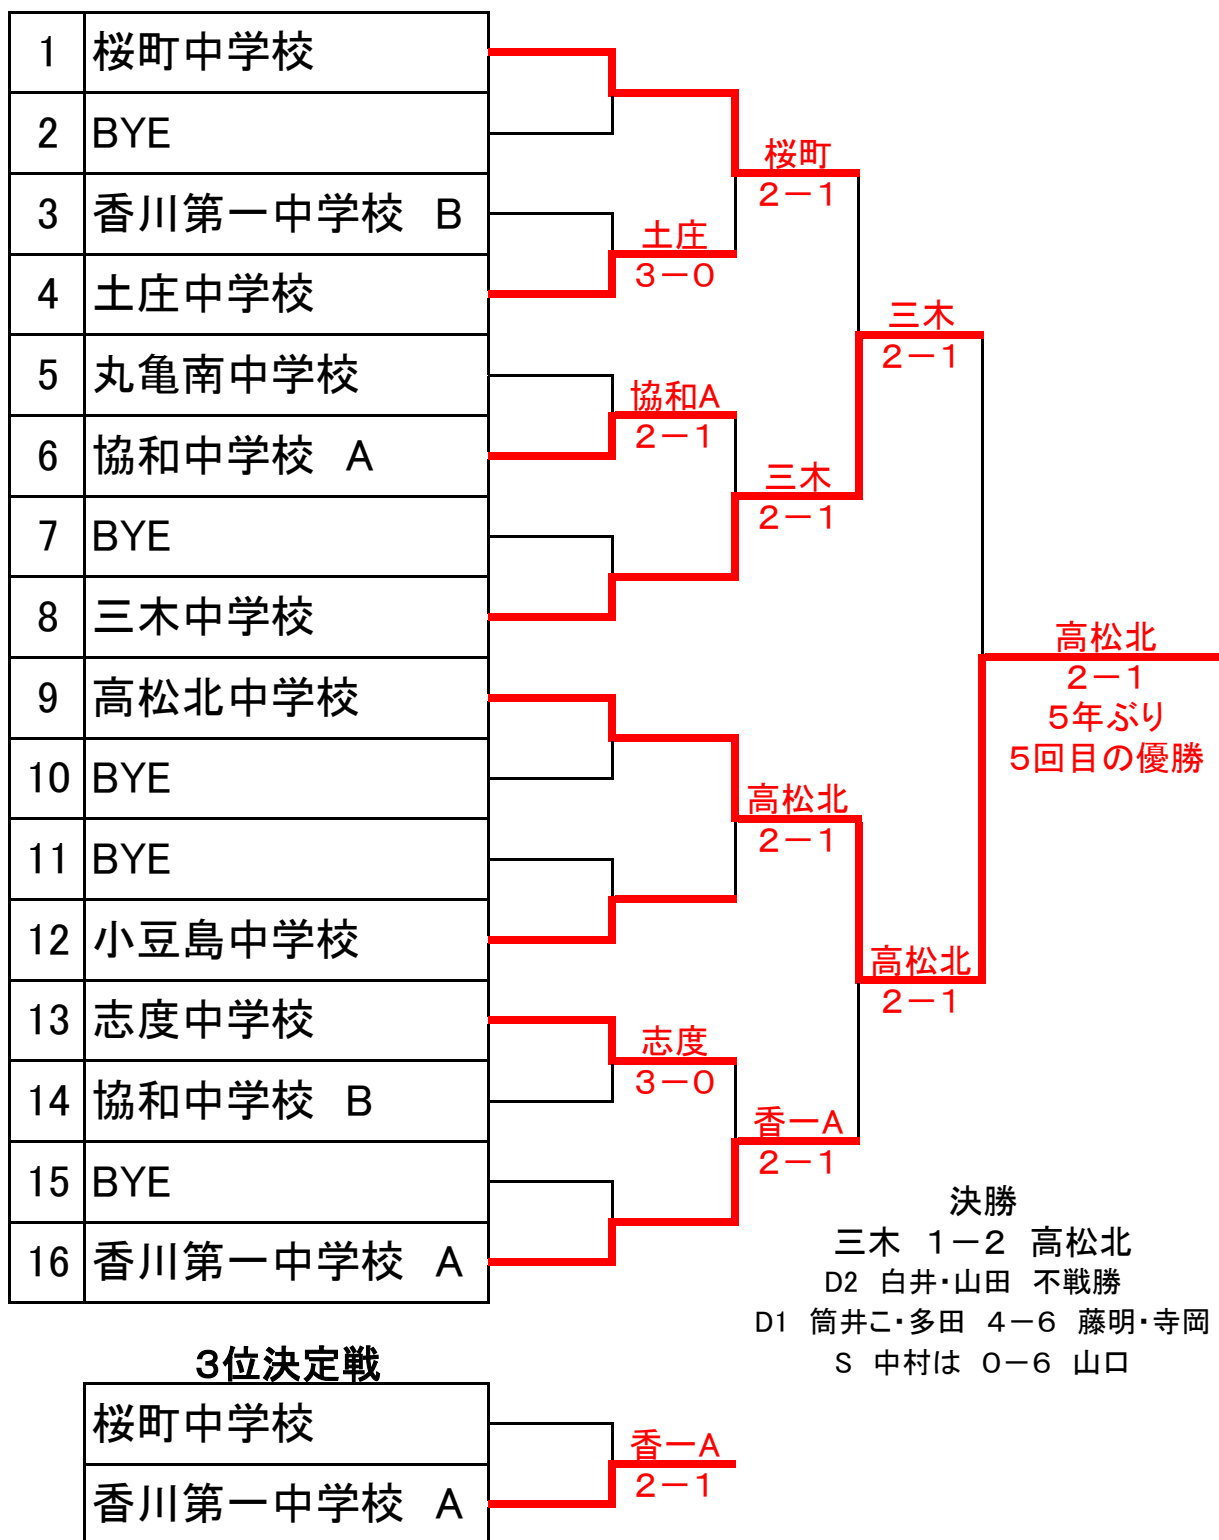 1 桜町中学校
2 BYE
3 香川第一中学校 B
4 土庄中学校
5 丸亀南中学校
6 協和中学校 A
7 BYE
8 三木中学校
9 高松北中学校
10 BYE
11 BYE
12 小豆島中学校
13 志度中学校
14 協和中学校 B
15 BYE
16 香川第一中学校 A
土庄
3－0
協和A
2－1
志度
3－0
桜町
2－1
三木
2－1
高松北
2－1
香一A
2－1
三木
2－1
高松北
2－1
高松北
2－1
5年ぶり
5回目の優勝
決勝
三木 1－2 高松北
D2 白井・山田 不戦勝
D1 筒井こ・多田 4－6 藤明・寺岡
S 中村は 0－6 山口
3位決定戦
桜町中学校
香川第一中学校 A
香一A
2－1